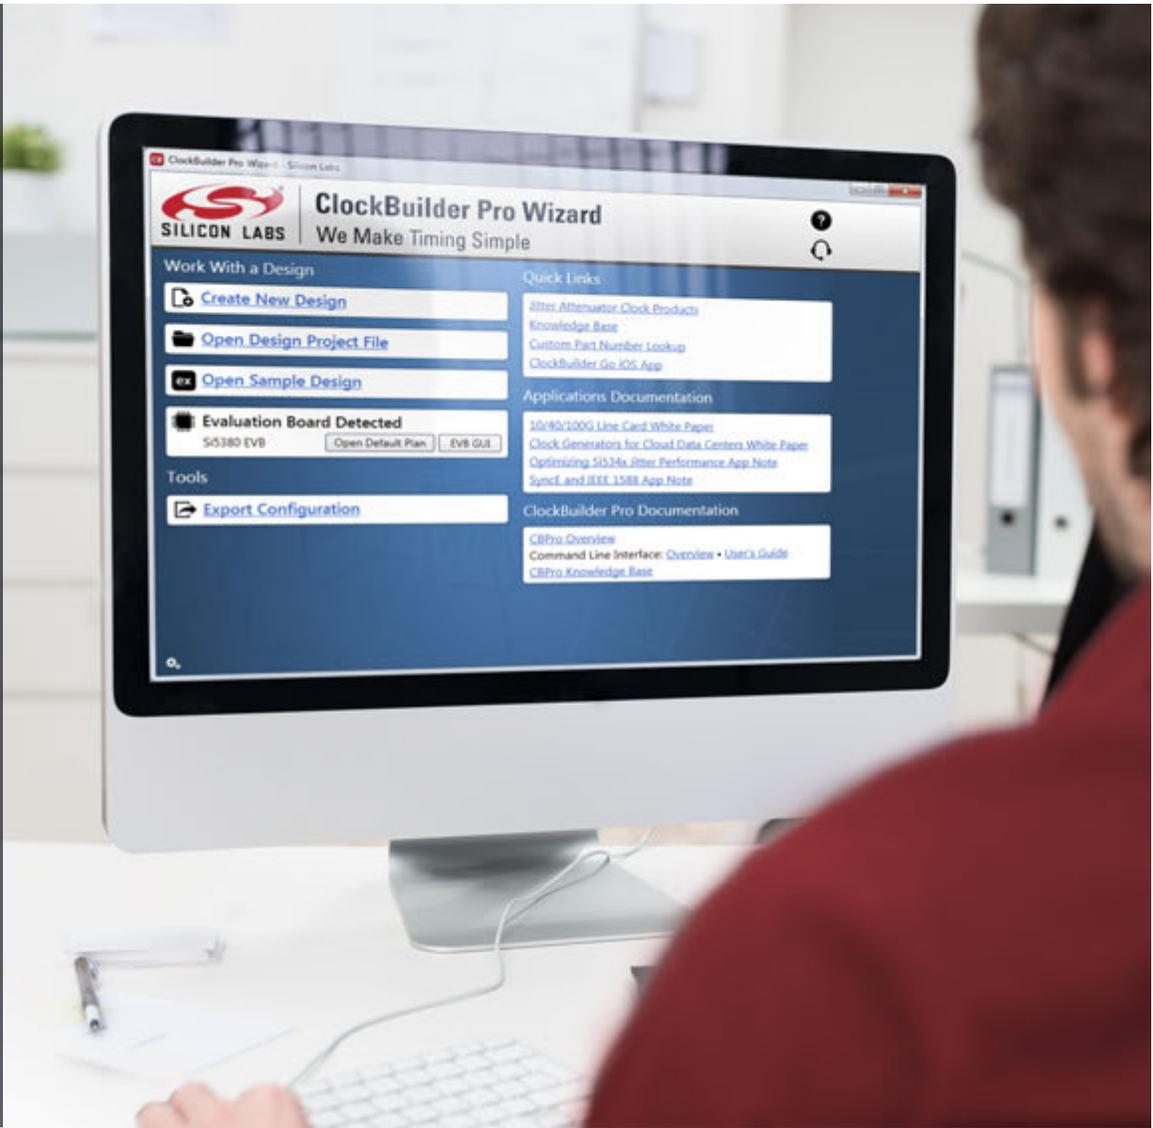 ClockBuilder Pro Wizard - Silicon Labs
SILICON LABS
ClockBuilder Pro Wizard
We Make Timing Simple
?
Work With a Design
Create New Design
Open Design Project File
ex Open Sample Design
Evaluation Board Detected
Si5380 EVB Open Default Plan EVB GUI
Tools
Export Configuration
Quick Links
Jitter Attenuator Clock Products
Knowledge Base
Custom Part Number Lookup
ClockBuilder Go iOS App
Applications Documentation
10/40/100G Line Card White Paper
Clock Generators for Cloud Data Centers White Paper
Optimizing Si534x Jitter Performance App Note
SyncE and IEEE 1588 App Note
ClockBuilder Pro Documentation
CBPro Overview
Command Line Interface: Overview • User's Guide
CBPro Knowledge Base